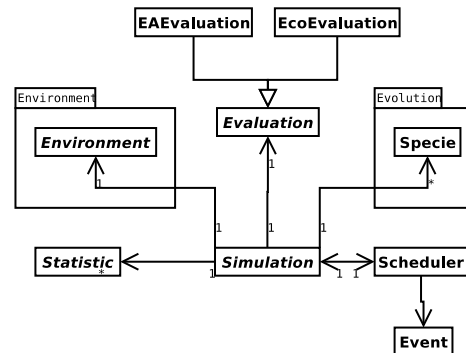 EAEvaluation EcoEvaluation
Environment Evolution
Evaluation
Environment Specie
1 1 *
1 1 1
Statistic Simulation Scheduler
* 1 1 1
Event